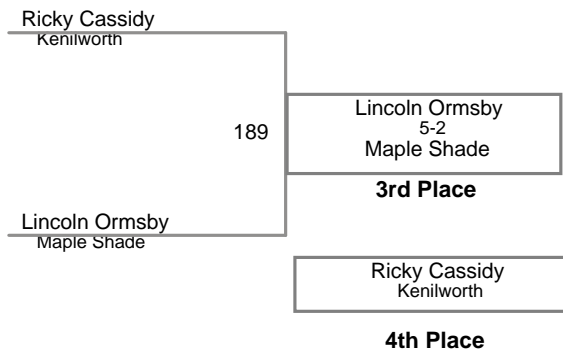 Ricky Cassidy
Kenilworth
189
Lincoln Ormsby
5-2
Maple Shade
3rd Place
Lincoln Ormsby
Maple Shade
Ricky Cassidy
Kenilworth
4th Place